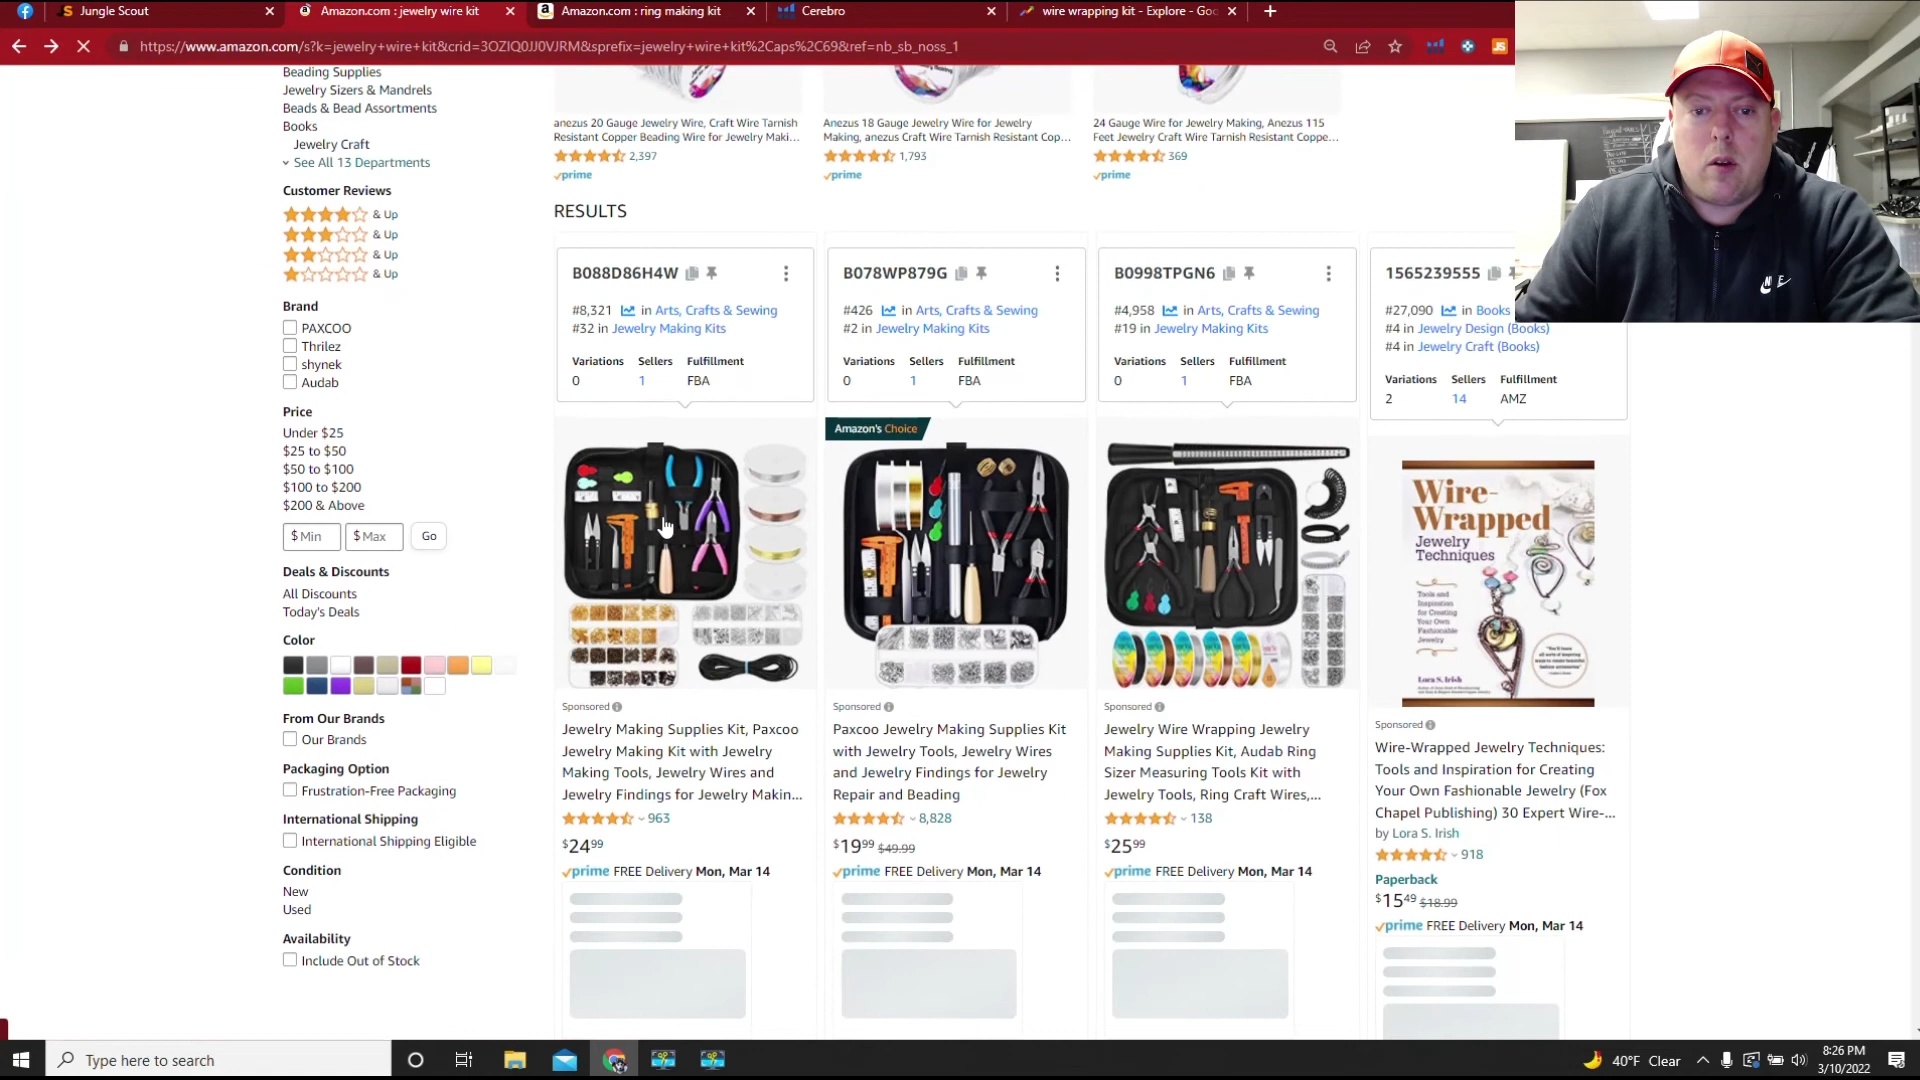 Jungle Scout
Amazon.com : jewelry wire kit
Amazon.com : ring making kit
Cerebro
wire wrapping kit - Explore - Goo
https://www.amazon.com/s?k=jewelry+wire+kit&crid=3OZIQ0JJ0VJRM&sprefix=jewelry+wire+kit%2Caps%2C69&ref=nb_sb_noss_1
Beading Supplies
Jewelry Sizers & Mandrels
Beads & Bead Assortments
Books
Jewelry Craft
See All 13 Departments
Customer Reviews
& Up
& Up
& Up
& Up
Brand
PAXCOO
Thrilez
shynek
Audab
Price
Under $25
$25 to $50
$50 to $100
$100 to $200
$200 & Above
$ Min
$ Max
Go
Deals & Discounts
All Discounts
Today's Deals
Color
From Our Brands
Our Brands
Packaging Option
Frustration-Free Packaging
International Shipping
International Shipping Eligible
Condition
New
Used
Availability
Include Out of Stock
anezus 20 Gauge Jewelry Wire, Craft Wire Tarnish
Resistant Copper Beading Wire for Jewelry Maki...
2,397
prime
Anezus 18 Gauge Jewelry Wire for Jewelry
Making, anezus Craft Wire Tarnish Resistant Cop...
1,793
prime
24 Gauge Wire for Jewelry Making, Anezus 115
Feet Jewelry Craft Wire Tarnish Resistant Coppe...
369
prime
RESULTS
B088D86H4W
#8,321 in Arts, Crafts & Sewing
#32 in Jewelry Making Kits
Variations Sellers Fulfillment
0 1 FBA
Sponsored
Jewelry Making Supplies Kit, Paxcoo
Jewelry Making Kit with Jewelry
Making Tools, Jewelry Wires and
Jewelry Findings for Jewelry Makin...
963
$24 99
prime FREE Delivery Mon, Mar 14
B078WP879G
#426 in Arts, Crafts & Sewing
#2 in Jewelry Making Kits
Variations Sellers Fulfillment
0 1 FBA
Amazon's Choice
Sponsored
Paxcoo Jewelry Making Supplies Kit
with Jewelry Tools, Jewelry Wires
and Jewelry Findings for Jewelry
Repair and Beading
8,828
$19 99 $49.99
prime FREE Delivery Mon, Mar 14
B0998TPGN6
#4,958 in Arts, Crafts & Sewing
#19 in Jewelry Making Kits
Variations Sellers Fulfillment
0 1 FBA
Sponsored
Jewelry Wire Wrapping Jewelry
Making Supplies Kit, Audab Ring
Sizer Measuring Tools Kit with
Jewelry Tools, Ring Craft Wires,...
138
$25 99
prime FREE Delivery Mon, Mar 14
1565239555
#27,090 in Books
#4 in Jewelry Design (Books)
#4 in Jewelry Craft (Books)
Variations Sellers Fulfillment
2 14 AMZ
Wire-
Wrapped
Jewelry
Techniques
Tools and
Inspiration for
Creating
Your Own
Fashionable
Jewelry
Lora S. Irish
Sponsored
Wire-Wrapped Jewelry Techniques:
Tools and Inspiration for Creating
Your Own Fashionable Jewelry (Fox
Chapel Publishing) 30 Expert Wire-...
by Lora S. Irish
918
Paperback
$15 49 $18.99
prime FREE Delivery Mon, Mar 14
Type here to search
40°F Clear
8:26 PM
3/10/2022